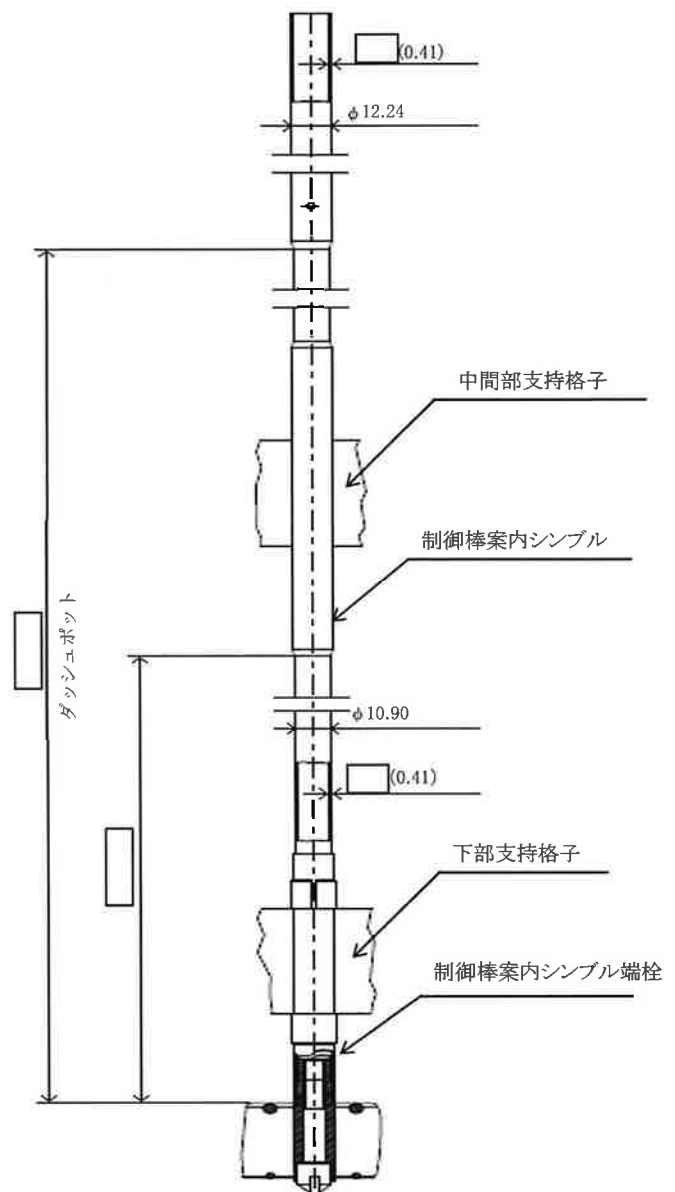 (0.41)
φ12.24
中間部支持格子
制御棒案内シンブル
ダッシュポット
φ10.90
(0.41)
下部支持格子
制御棒案内シンブル端栓